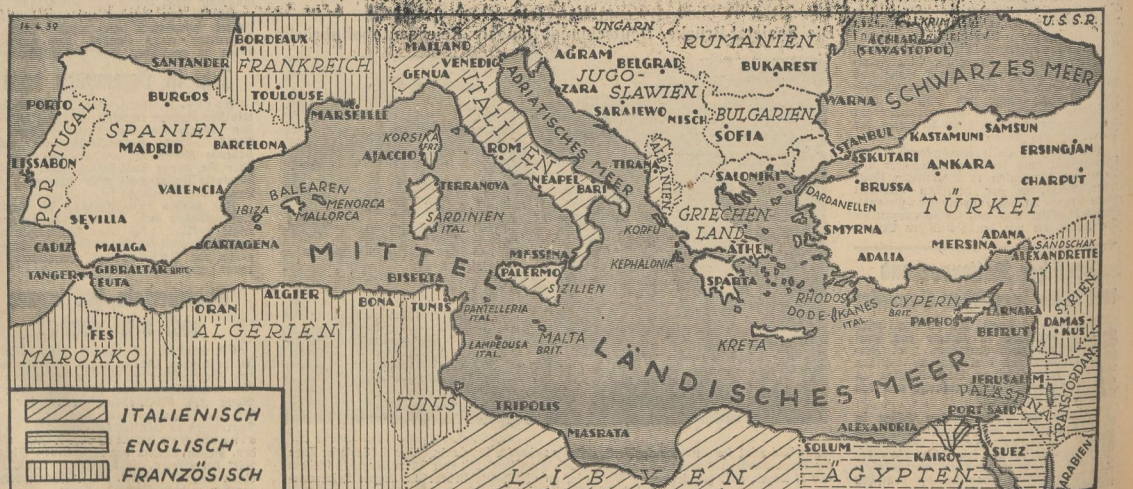 14.4.39
BORDEAUX
MAILAND
VENEDIG
UNGARN
RUMÄNIEN
KRIM
U.S.S.R.
ACHLAR
(SEWASTOPOL)
SANTANDER
FRANKREICH
GENUA
AGRAM
BELGRAD
BUKAREST
SCHWARZES MEER
BURGOS
TOULOUSE
ITALIEN
ADRIATISCHES MEER
JUGO-
SLAWIEN
ZARA
SARAJEWO
NISCH
BULGARIEN
WARNA
PORTO
MARSEILLE
SOFIA
PORTUGAL
SPANIEN
MADRID
BARCELONA
KORSIKA
FRZ.
AJACCIO
ROM
TIRANA
ALBANIEN
ISTANBUL
SKUTARI
KASTAMUNI
SAMSUN
ERSINGJAN
LISSABON
VALENCIA
TERRANOVA
NEAPEL
BARI
SALONIKI
DARDANELLEN
BRUSSA
ANKARA
CHARPUT
BALEAREN
IBIZA
MENORCA
MALLORCA
SARDINIEN
ITAL.
GRIECHEN-
LAND
TÜRKEI
SEVILLA
KORFU
SMYRNA
ADANA
CADIZ
MALAGA
CARTAGENA
MITTEL
MESSINA
ATHEN
MERSINA
SANDSCHAK
ALEXANDRETTE
TANGER
GIBRALTAR BRIT.
CEUTA
BISERTA
PALERMO
SIZILIEN
KEPHALONIA
SPARTA
ADALIA
SYRIEN
ORAN
ALGIER
BONA
TUNIS
PANTELLERIA
ITAL.
RHODOS
DODEKANES
ITAL.
CYPERN
BRIT.
PAPHOS
LARNAKA
FES
ALGERIEN
MAROKKO
LAMPEDUSA
ITAL.
MALTA
BRIT.
KRETA
BEIRUT
DAMAS-
KUS
LÄNDISCHES MEER
TUNIS
TRIPOLIS
MASRATA
JERUSALEM
PALÄSTINA
TRANSJORDAN
PORT SAID
ALEXANDRIA
SOLUM
KAIRO
SUEZ
LIBYEN
ÄGYPTEN
ARABIEN
ITALIENISCH
ENGLISCH
FRANZÖSISCH